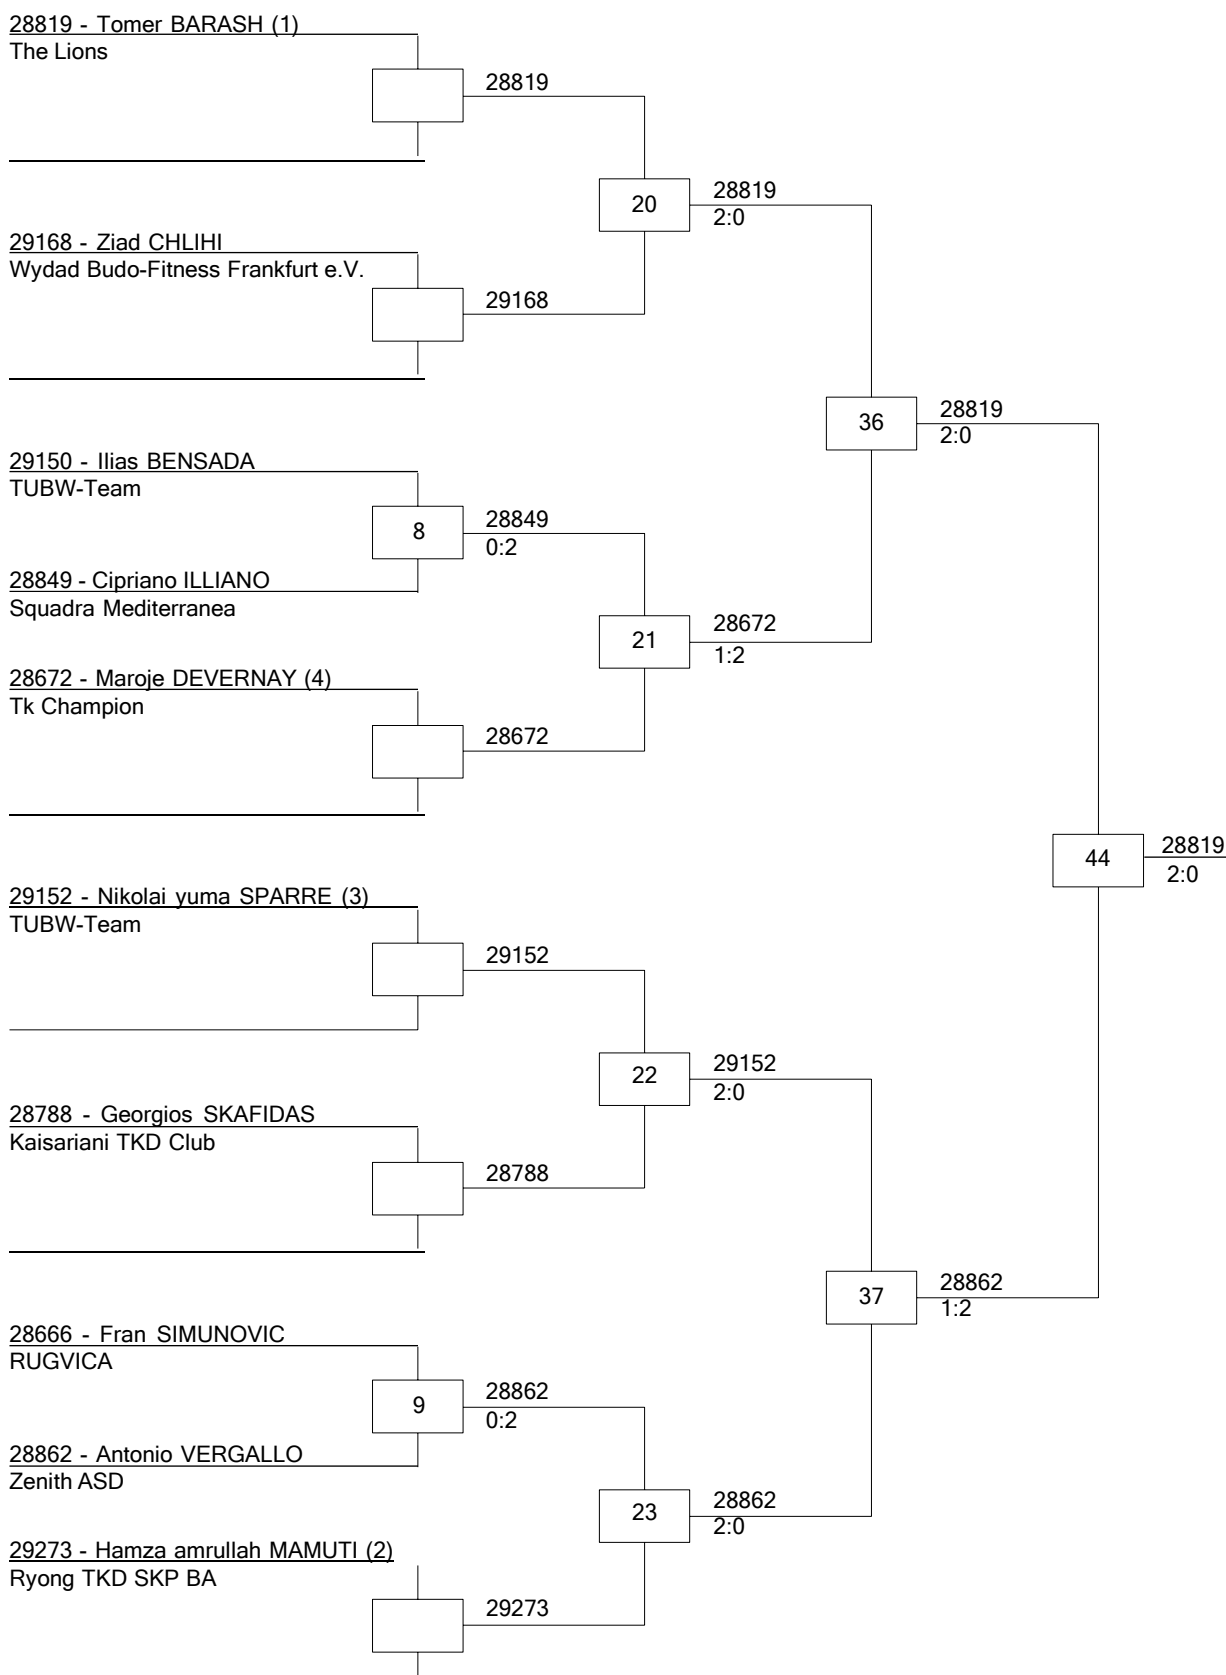 28819 - Tomer BARASH (1)
The Lions
28819
20
28819
2:0
29168 - Ziad CHLIHI
Wydad Budo-Fitness Frankfurt e.V.
29168
36
28819
2:0
29150 - Ilias BENSADA
TUBW-Team
8
28849
0:2
28849 - Cipriano ILLIANO
Squadra Mediterranea
21
28672
1:2
28672 - Maroje DEVERNAY (4)
Tk Champion
28672
44
28819
2:0
29152 - Nikolai yuma SPARRE (3)
TUBW-Team
29152
22
29152
2:0
28788 - Georgios SKAFIDAS
Kaisariani TKD Club
28788
37
28862
1:2
28666 - Fran SIMUNOVIC
RUGVICA
9
28862
0:2
28862 - Antonio VERGALLO
Zenith ASD
23
28862
2:0
29273 - Hamza amrullah MAMUTI (2)
Ryong TKD SKP BA
29273